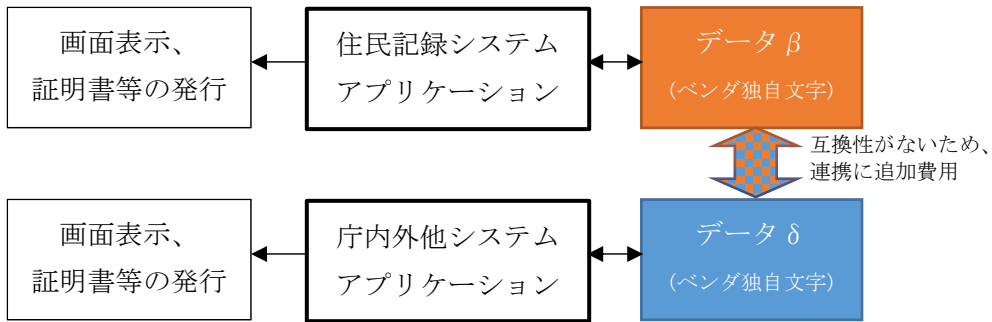 画面表示、
証明書等の発行
住民記録システム
アプリケーション
データβ
(ベンダ独自文字)
互換性がないため、
連携に追加費用
画面表示、
証明書等の発行
庁内外他システム
アプリケーション
データδ
(ベンダ独自文字)